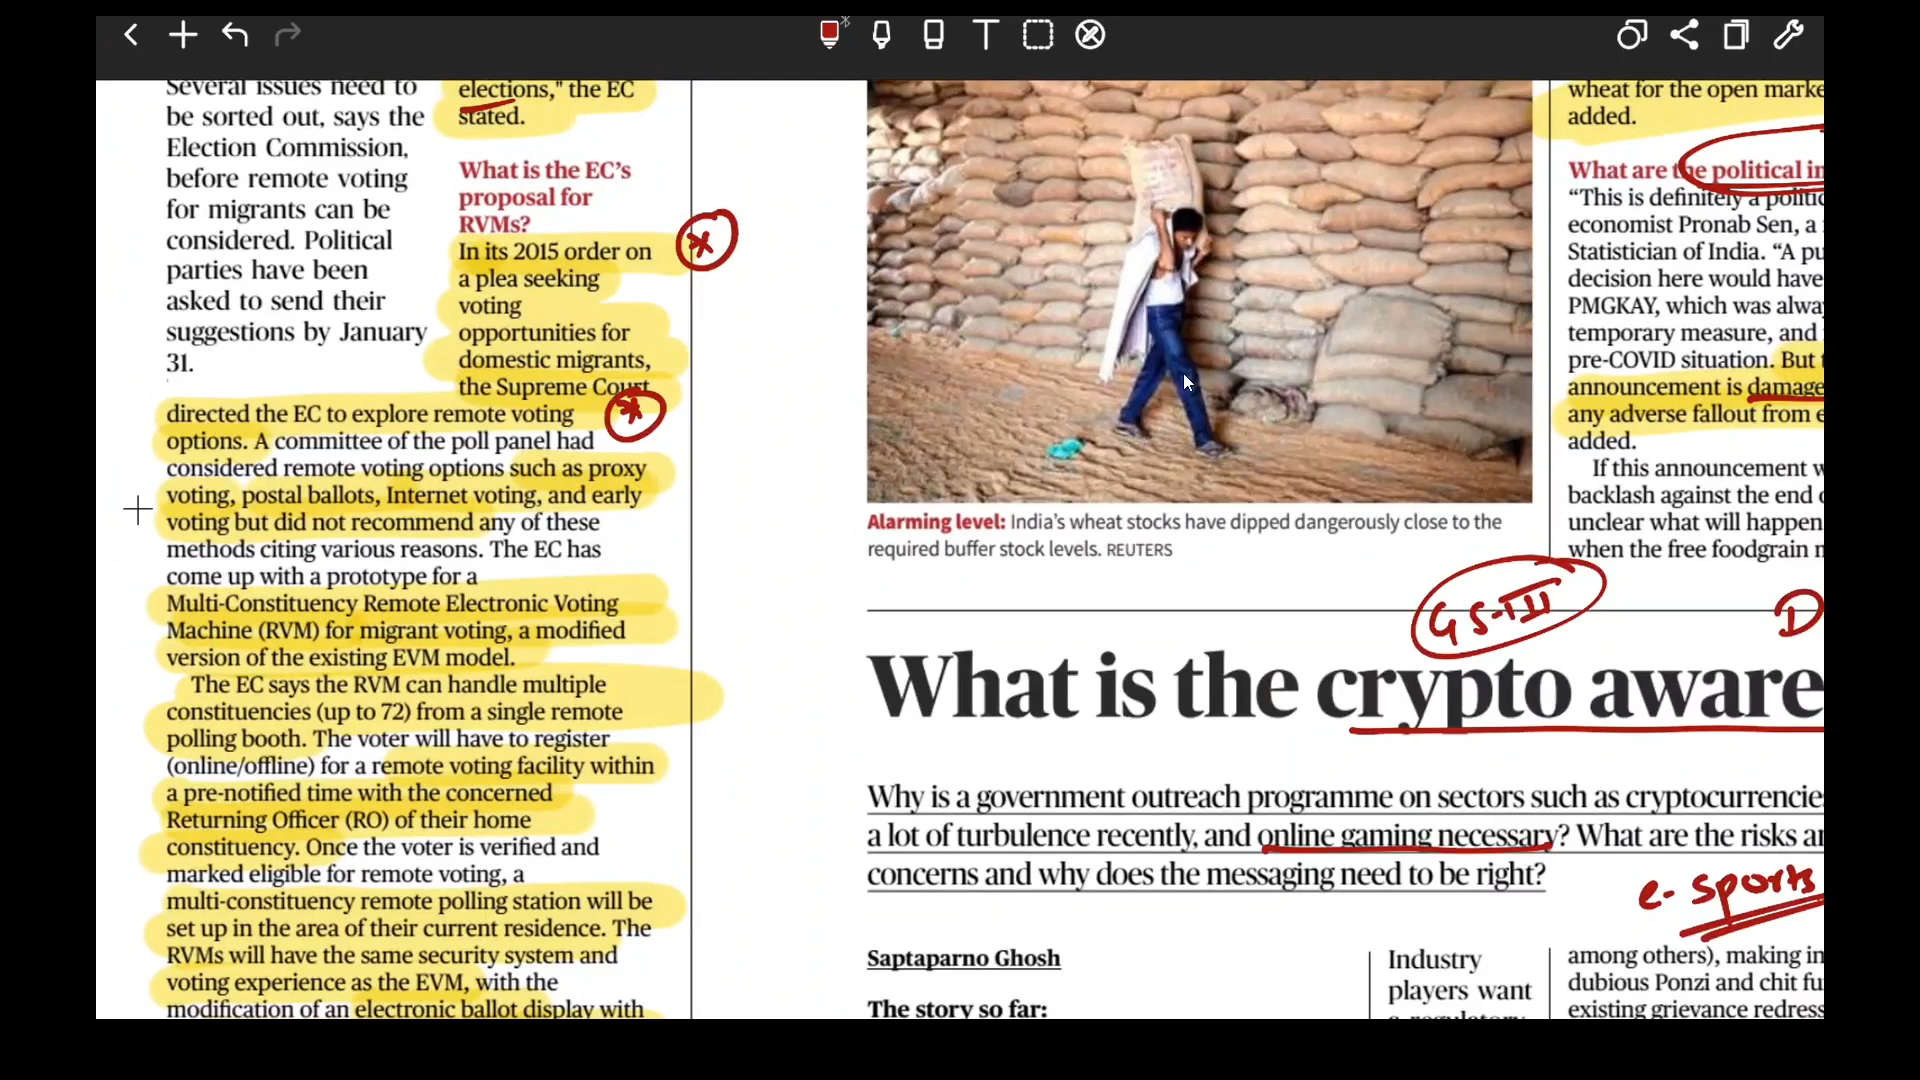 Several issues need to
be sorted out, says the
Election Commission,
before remote voting
for migrants can be
considered. Political
parties have been
asked to send their
suggestions by January
31.
elections," the EC
stated.
What is the EC's
proposal for
RVMs?
In its 2015 order on
a plea seeking
voting
opportunities for
domestic migrants,
the Supreme Court
directed the EC to explore remote voting
options. A committee of the poll panel had
considered remote voting options such as proxy
voting, postal ballots, Internet voting, and early
voting but did not recommend any of these
methods citing various reasons. The EC has
come up with a prototype for a
Multi-Constituency Remote Electronic Voting
Machine (RVM) for migrant voting, a modified
version of the existing EVM model.
The EC says the RVM can handle multiple
constituencies (up to 72) from a single remote
polling booth. The voter will have to register
(online/offline) for a remote voting facility within
a pre-notified time with the concerned
Returning Officer (RO) of their home
constituency. Once the voter is verified and
marked eligible for remote voting, a
multi-constituency remote polling station will be
set up in the area of their current residence. The
RVMs will have the same security system and
voting experience as the EVM, with the
modification of an electronic ballot display with
Alarming level: India's wheat stocks have dipped dangerously close to the
required buffer stock levels. REUTERS
wheat for the open marke
added.
What are the political in
"This is definitely a politic
economist Pronab Sen, a
Statistician of India. "A pu
decision here would have
PMGKAY, which was alwa
temporary measure, and
pre-COVID situation. But
announcement is damage
any adverse fallout from e
added.
If this announcement w
backlash against the end
unclear what will happen
when the free foodgrain
GS-III
D
What is the crypto aware
Why is a government outreach programme on sectors such as cryptocurrencie
a lot of turbulence recently, and online gaming necessary? What are the risks
concerns and why does the messaging need to be right?
e-sports
Saptaparno Ghosh
The story so far:
Industry
players want
among others), making in
dubious Ponzi and chit fu
existing grievance redress